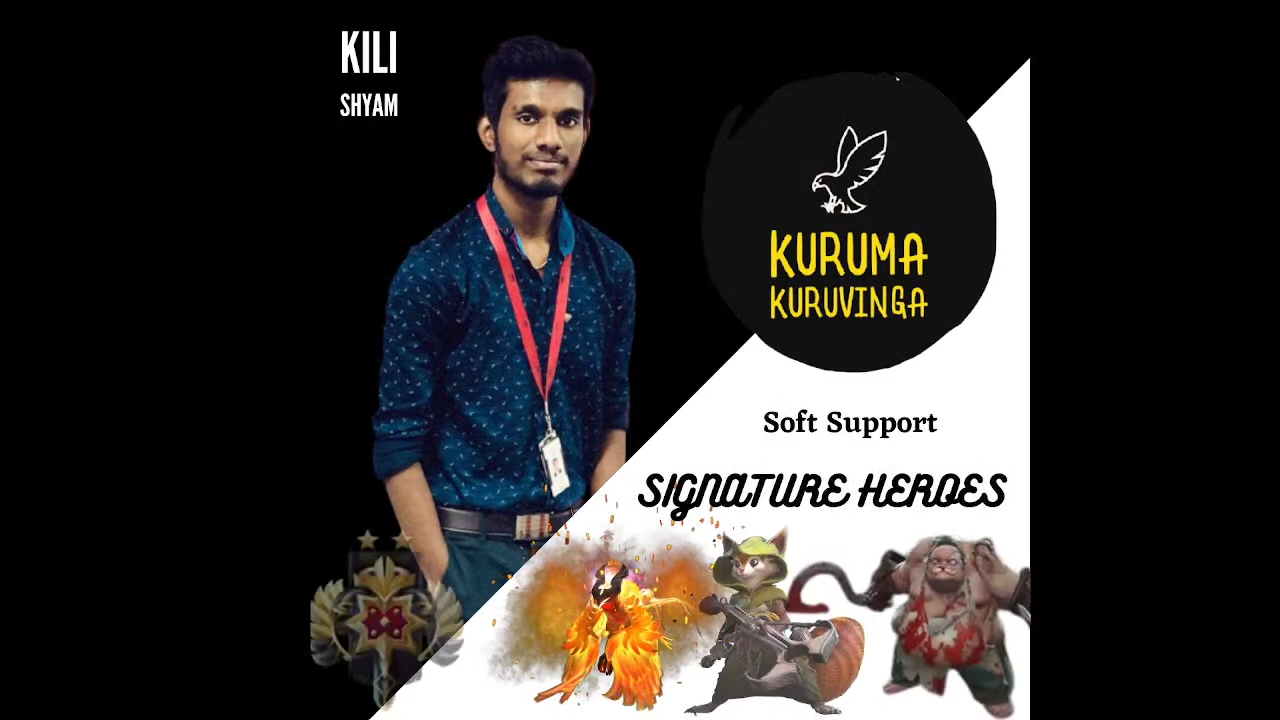 KILI
SHYAM
KURUMA
KURUVINGA
Soft Support
SIGNATURE HEROES